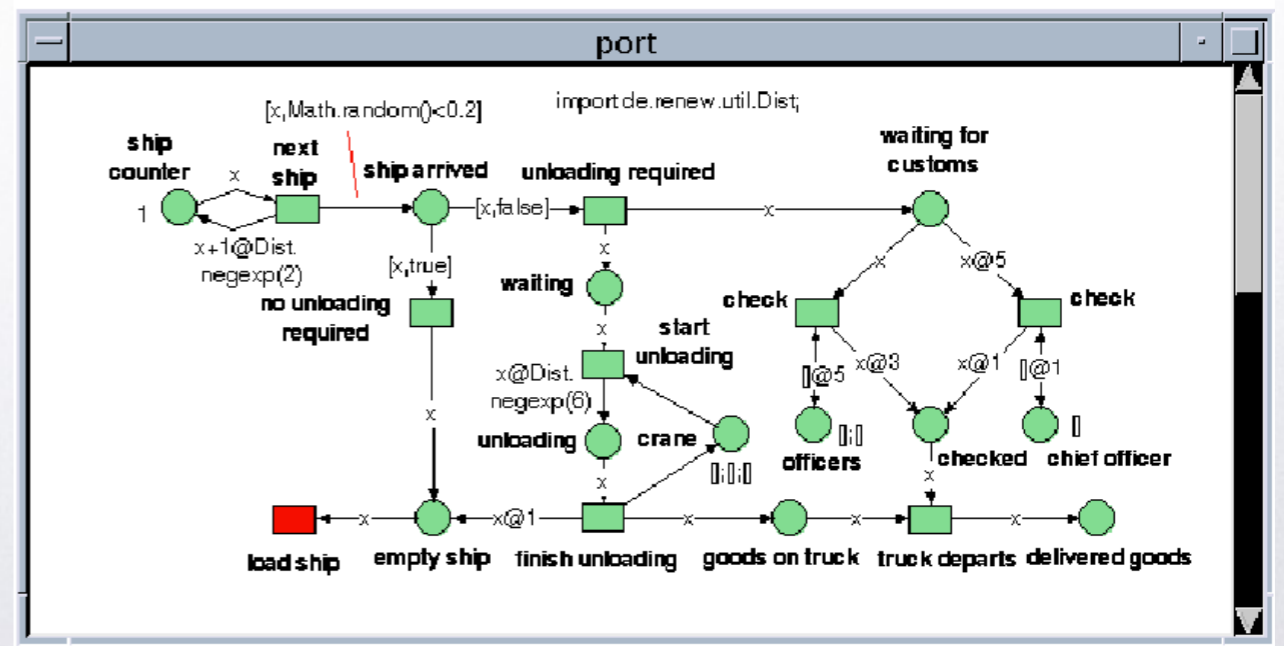 port
[x,Math.random()<0.2]
import de.renew.util.Dist;
ship
counter
x
next
ship
ship arrived
unloading required
waiting for
customs
1
[x,false]
x
x+1@Dist.
negexp(2)
[x,true]
x
x
x@5
no unloading
required
waiting
check
check
x
start
unloading
x@Dist.
negexp(6)
[]@5
x@3
x@1
[]@1
x
unloading
crane
[];[];[]
[];[]
officers
checked
[]
chief officer
x
x
x
x@1
x
x
x
load ship
empty ship
finish unloading
goods on truck
truck departs
delivered goods